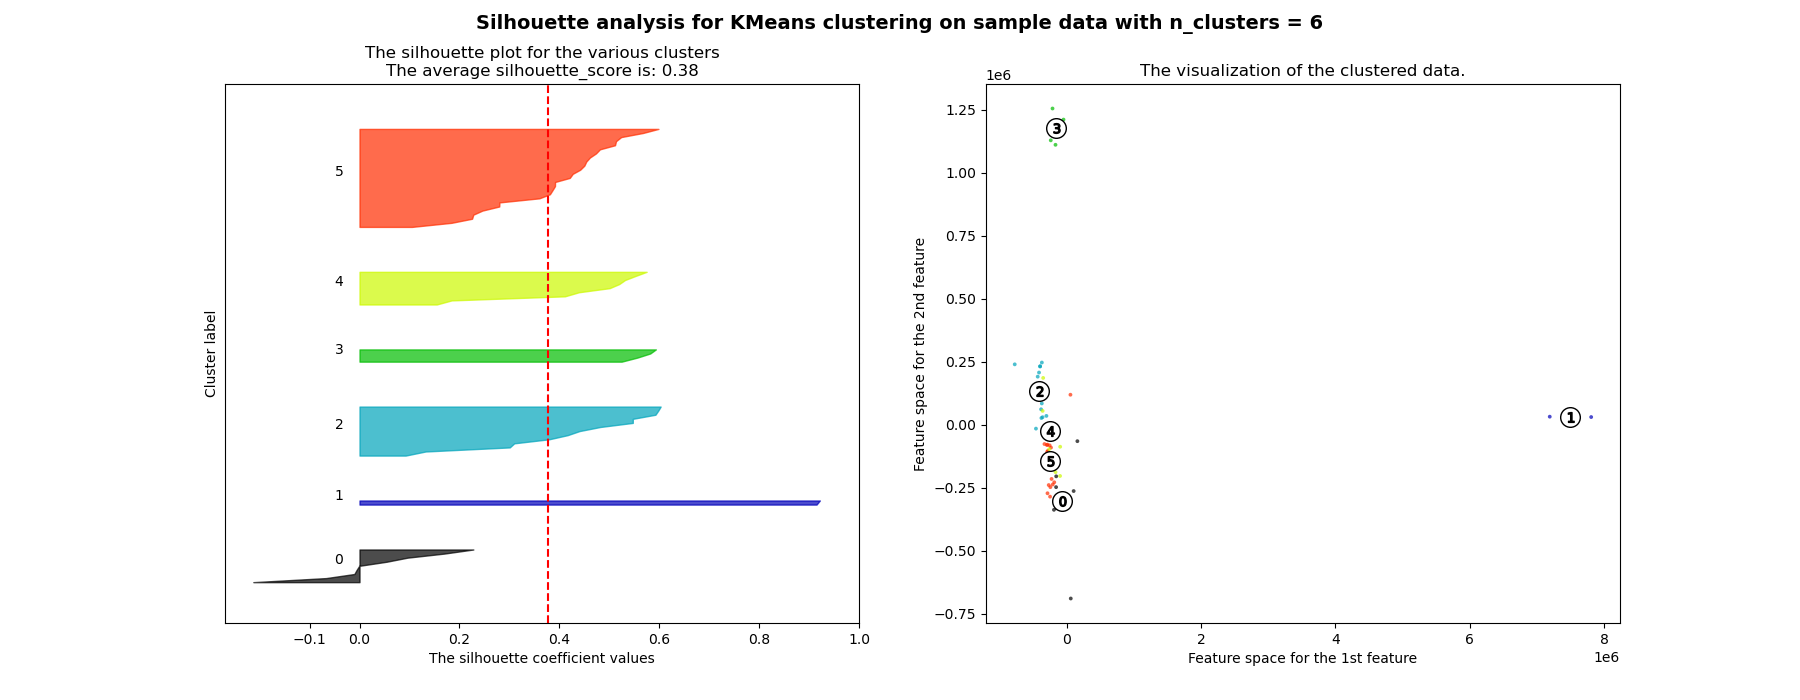 Silhouette analysis for KMeans clustering on sample data with n_clusters = 6
The silhouette plot for the various clusters
The average silhouette_score is: 0.38
Cluster label
5
4
3
2
1
0
−0.1 0.0 0.2 0.4 0.6 0.8 1.0
The silhouette coefficient values
The visualization of the clustered data.
1e6
Feature space for the 2nd feature
1.25
1.00
0.75
0.50
0.25
0.00
−0.25
−0.50
−0.75
3
2
4
1
5
0
0 2 4 6 8
1e6
Feature space for the 1st feature